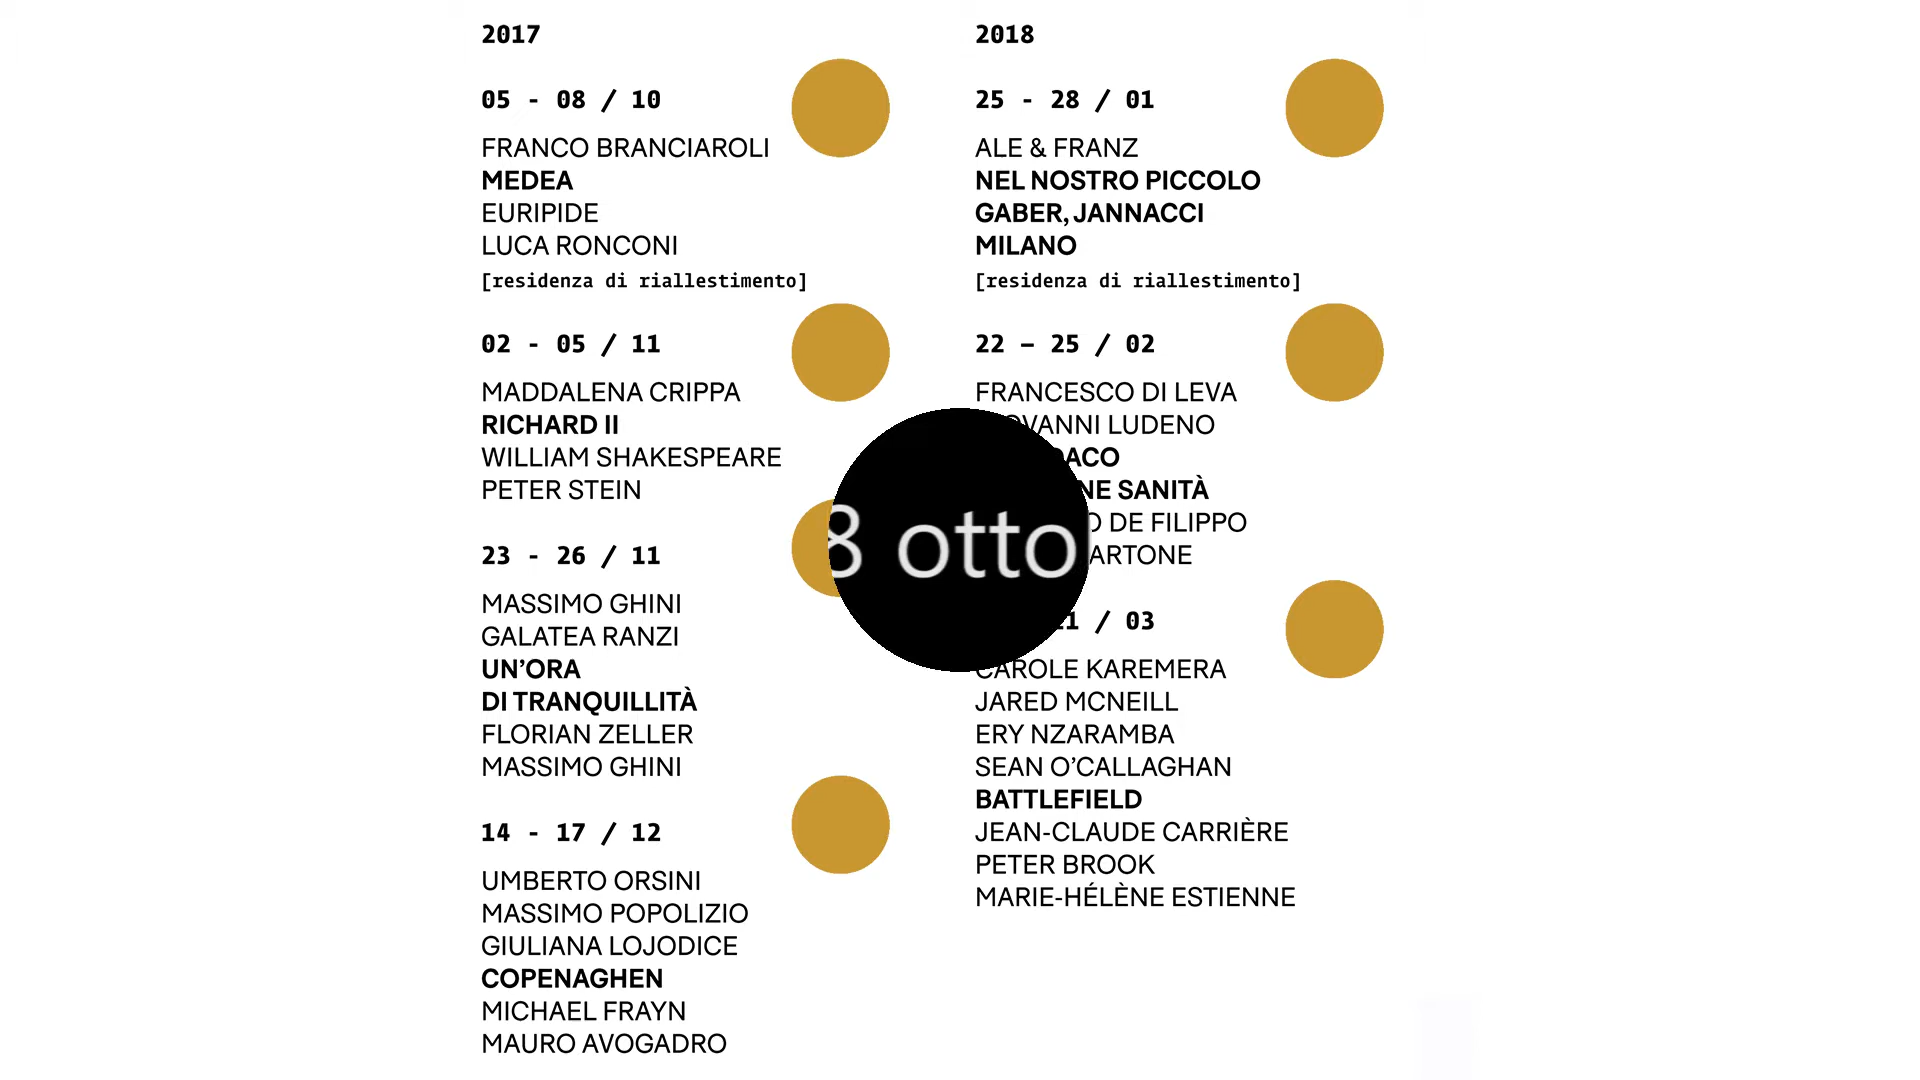 2017
05 - 08 / 10
FRANCO BRANCIAROLI
MEDEA
EURIPIDE
LUCA RONCONI
[residenza di riallestimento]
02 - 05 / 11
MADDALENA CRIPPA
RICHARD II
WILLIAM SHAKESPEARE
PETER STEIN
23 - 26 / 11
MASSIMO GHINI
GALATEA RANZI
UN’ORA
DI TRANQUILLITÀ
FLORIAN ZELLER
MASSIMO GHINI
14 - 17 / 12
UMBERTO ORSINI
MASSIMO POPOLIZIO
GIULIANA LOJODICE
COPENAGHEN
MICHAEL FRAYN
MAURO AVOGADRO
8 otto
2018
25 - 28 / 01
ALE & FRANZ
NEL NOSTRO PICCOLO
GABER, JANNACCI
MILANO
[residenza di riallestimento]
22 – 25 / 02
FRANCESCO DI LEVA
LUDENO
SANITÀ
DE FILIPPO
/ 03
CAROLE KAREMERA
JARED MCNEILL
ERY NZARAMBA
SEAN O’CALLAGHAN
BATTLEFIELD
JEAN-CLAUDE CARRIÈRE
PETER BROOK
MARIE-HÉLÈNE ESTIENNE